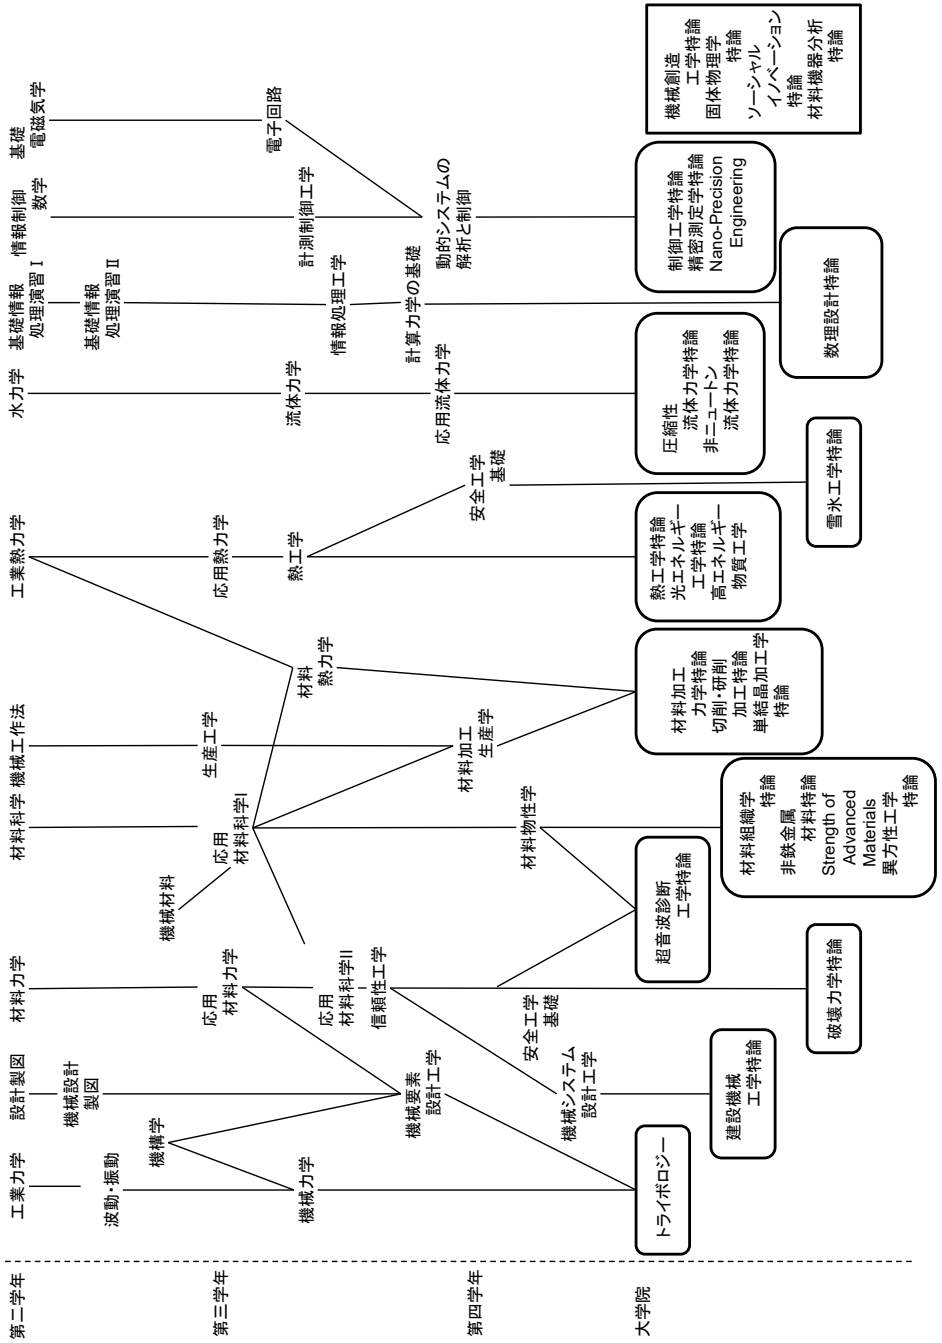 第二学年
第三学年
第四学年
大学院
工業力学
波動・振動
機構学
機械力学
トライボロジー
設計製図
機械設計
製図
機械要素
設計工学
機械システム
設計工学
建設機械
工学特論
材料力学
応用
材料力学
応用
材料科学II
信頼性工学
安全工学
基礎
破壊力学特論
機械材料
超音波診断
工学特論
材料科学
応用
材料科学I
材料物性学
材料組織学
特論
非鉄金属
材料特論
Strength of
Advanced
Materials
異方性工学
特論
機械工作法
生産工学
材料加工
生産学
材料
熱力学
材料加工
力学特論
切削・研削
加工特論
単結晶加工学
特論
工業熱力学
応用熱力学
熱工学
熱工学特論
光エネルギー
工学特論
高エネルギー
物質工学
安全工学
基礎
雪氷工学特論
水力学
流体力学
応用流体力学
圧縮性
流体力学特論
非ニュートン
流体力学特論
基礎情報
処理演習Ⅰ
基礎情報
処理演習Ⅱ
情報処理工学
計算力学の基礎
数理設計特論
情報制御
数学
計測制御工学
動的システムの
解析と制御
制御工学特論
精密測定学特論
Nano-Precision
Engineering
基礎
電磁気学
電子回路
機械創造
工学特論
固体物理学
特論
ソーシャル
イノベーション
特論
材料機器分析
特論